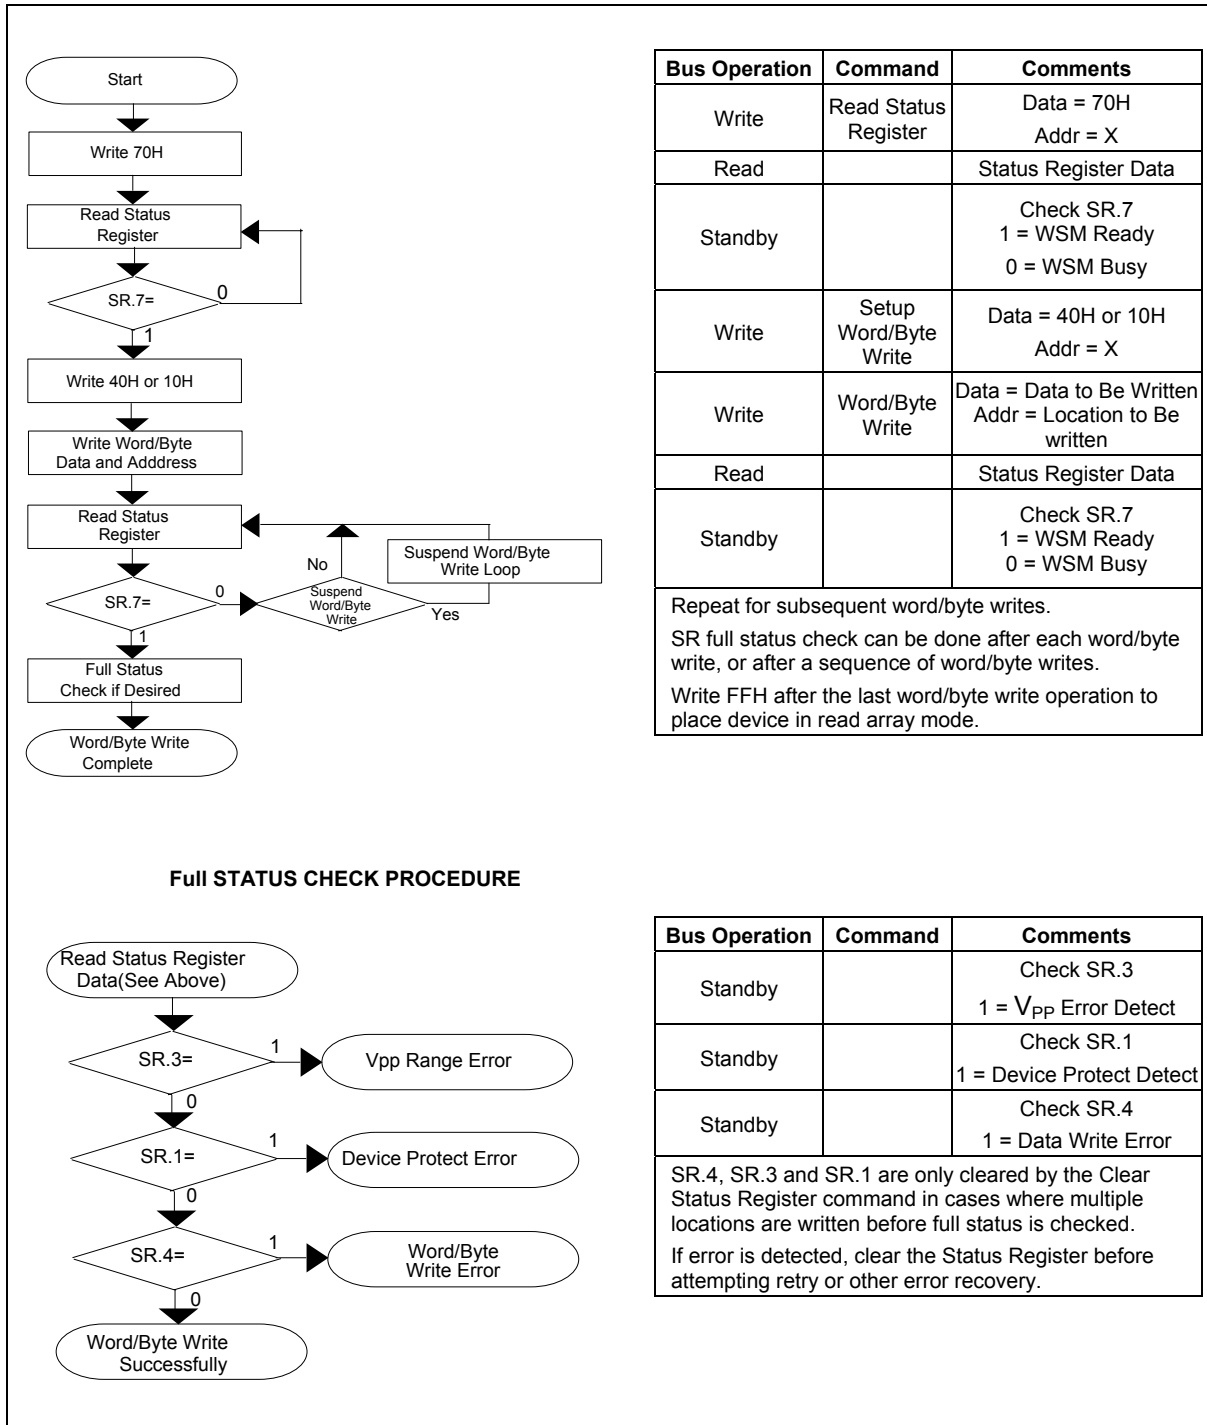 Start
Write 70H
Read Status
Register
SR.7=
0
1
Write 40H or 10H
Write Word/Byte
Data and Adddress
Read Status
Register
No
Suspend Word/Byte
Write Loop
SR.7=
0
Suspend
Word/Byte
Write
Yes
1
Full Status
Check if Desired
Word/Byte Write
Complete
Bus Operation Command Comments
Write
Read Status
Register
Data = 70H
Addr = X
Read
Status Register Data
Standby
Check SR.7
1 = WSM Ready
0 = WSM Busy
Write
Setup
Word/Byte
Write
Data = 40H or 10H
Addr = X
Write
Word/Byte
Write
Data = Data to Be Written
Addr = Location to Be
written
Read
Status Register Data
Standby
Check SR.7
1 = WSM Ready
0 = WSM Busy
Repeat for subsequent word/byte writes.
SR full status check can be done after each word/byte
write, or after a sequence of word/byte writes.
Write FFH after the last word/byte write operation to
place device in read array mode.
Full STATUS CHECK PROCEDURE
Read Status Register
Data(See Above)
SR.3=
1
Vpp Range Error
0
SR.1=
1
Device Protect Error
0
SR.4=
1
Word/Byte
Write Error
0
Word/Byte Write
Successfully
Bus Operation Command Comments
Standby
Check SR.3
1 = VPP Error Detect
Standby
Check SR.1
1 = Device Protect Detect
Standby
Check SR.4
1 = Data Write Error
SR.4, SR.3 and SR.1 are only cleared by the Clear
Status Register command in cases where multiple
locations are written before full status is checked.
If error is detected, clear the Status Register before
attempting retry or other error recovery.